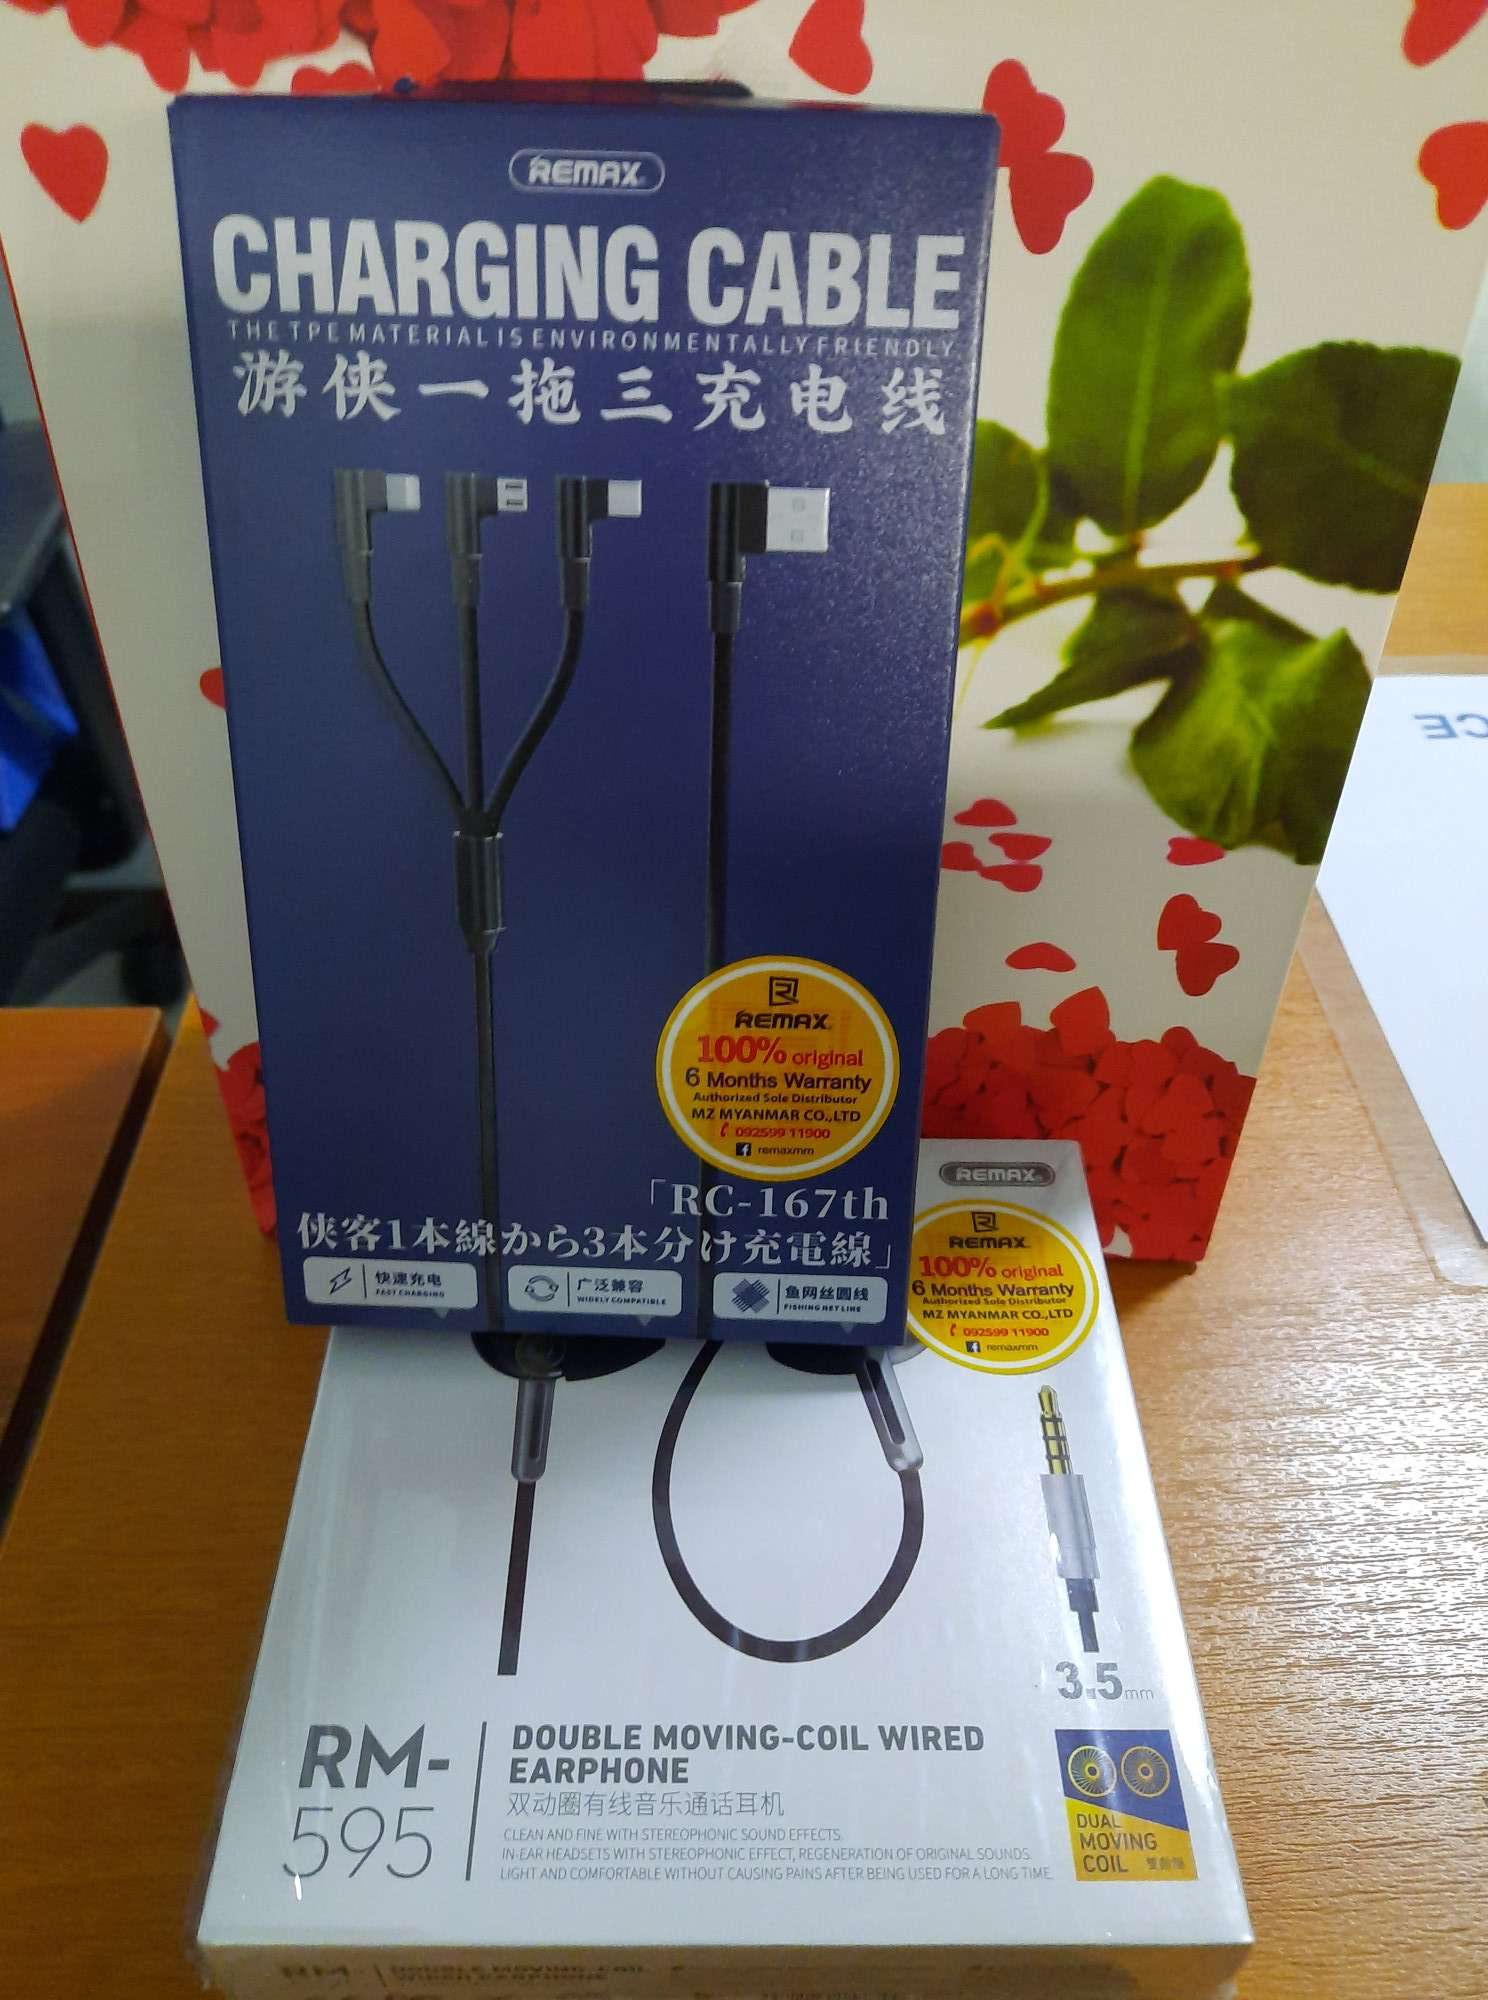 REMAX
CHARGING CABLE
THE TPE MATERIAL IS ENVIRONMENTALLY FRIENDLY
游侠一拖三充电线
REMAX
100% original
6 Months Warranty
Authorized Sole Distributor
MZ MYANMAR CO.,LTD
092599 11900
remaxmm
「RC-167th
侠客1本線から3本分け充電線」
快速充电
FAST CHARGING
广泛兼容
WIDELY COMPATIBLE
鱼网丝圆线
FISHING NET LINE
REMAX
REMAX
100% original
6 Months Warranty
Authorized Sole Distributor
MZ MYANMAR CO.,LTD
092599 11900
remaxmm
3.5mm
RM-
595
DOUBLE MOVING-COIL WIRED
EARPHONE
双动圈有线音乐通话耳机
CLEAN AND FINE WITH STEREOPHONIC SOUND EFFECTS.
IN-EAR HEADSETS WITH STEREOPHONIC EFFECT, REGENERATION OF ORIGINAL SOUNDS.
LIGHT AND COMFORTABLE WITHOUT CAUSING PAINS AFTER BEING USED FOR A LONG TIME.
DUAL
MOVING
COIL
RM-
DOUBLE MOVING-COIL
WIRED EARPHONE